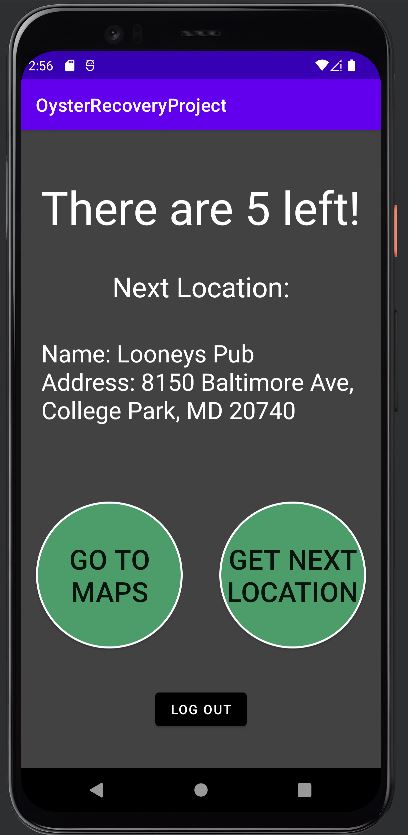 2:56
OysterRecoveryProject
There are 5 left!
Next Location:
Name: Looneys Pub
Address: 8150 Baltimore Ave,
College Park, MD 20740
GO TO
MAPS
GET NEXT
LOCATION
LOG OUT